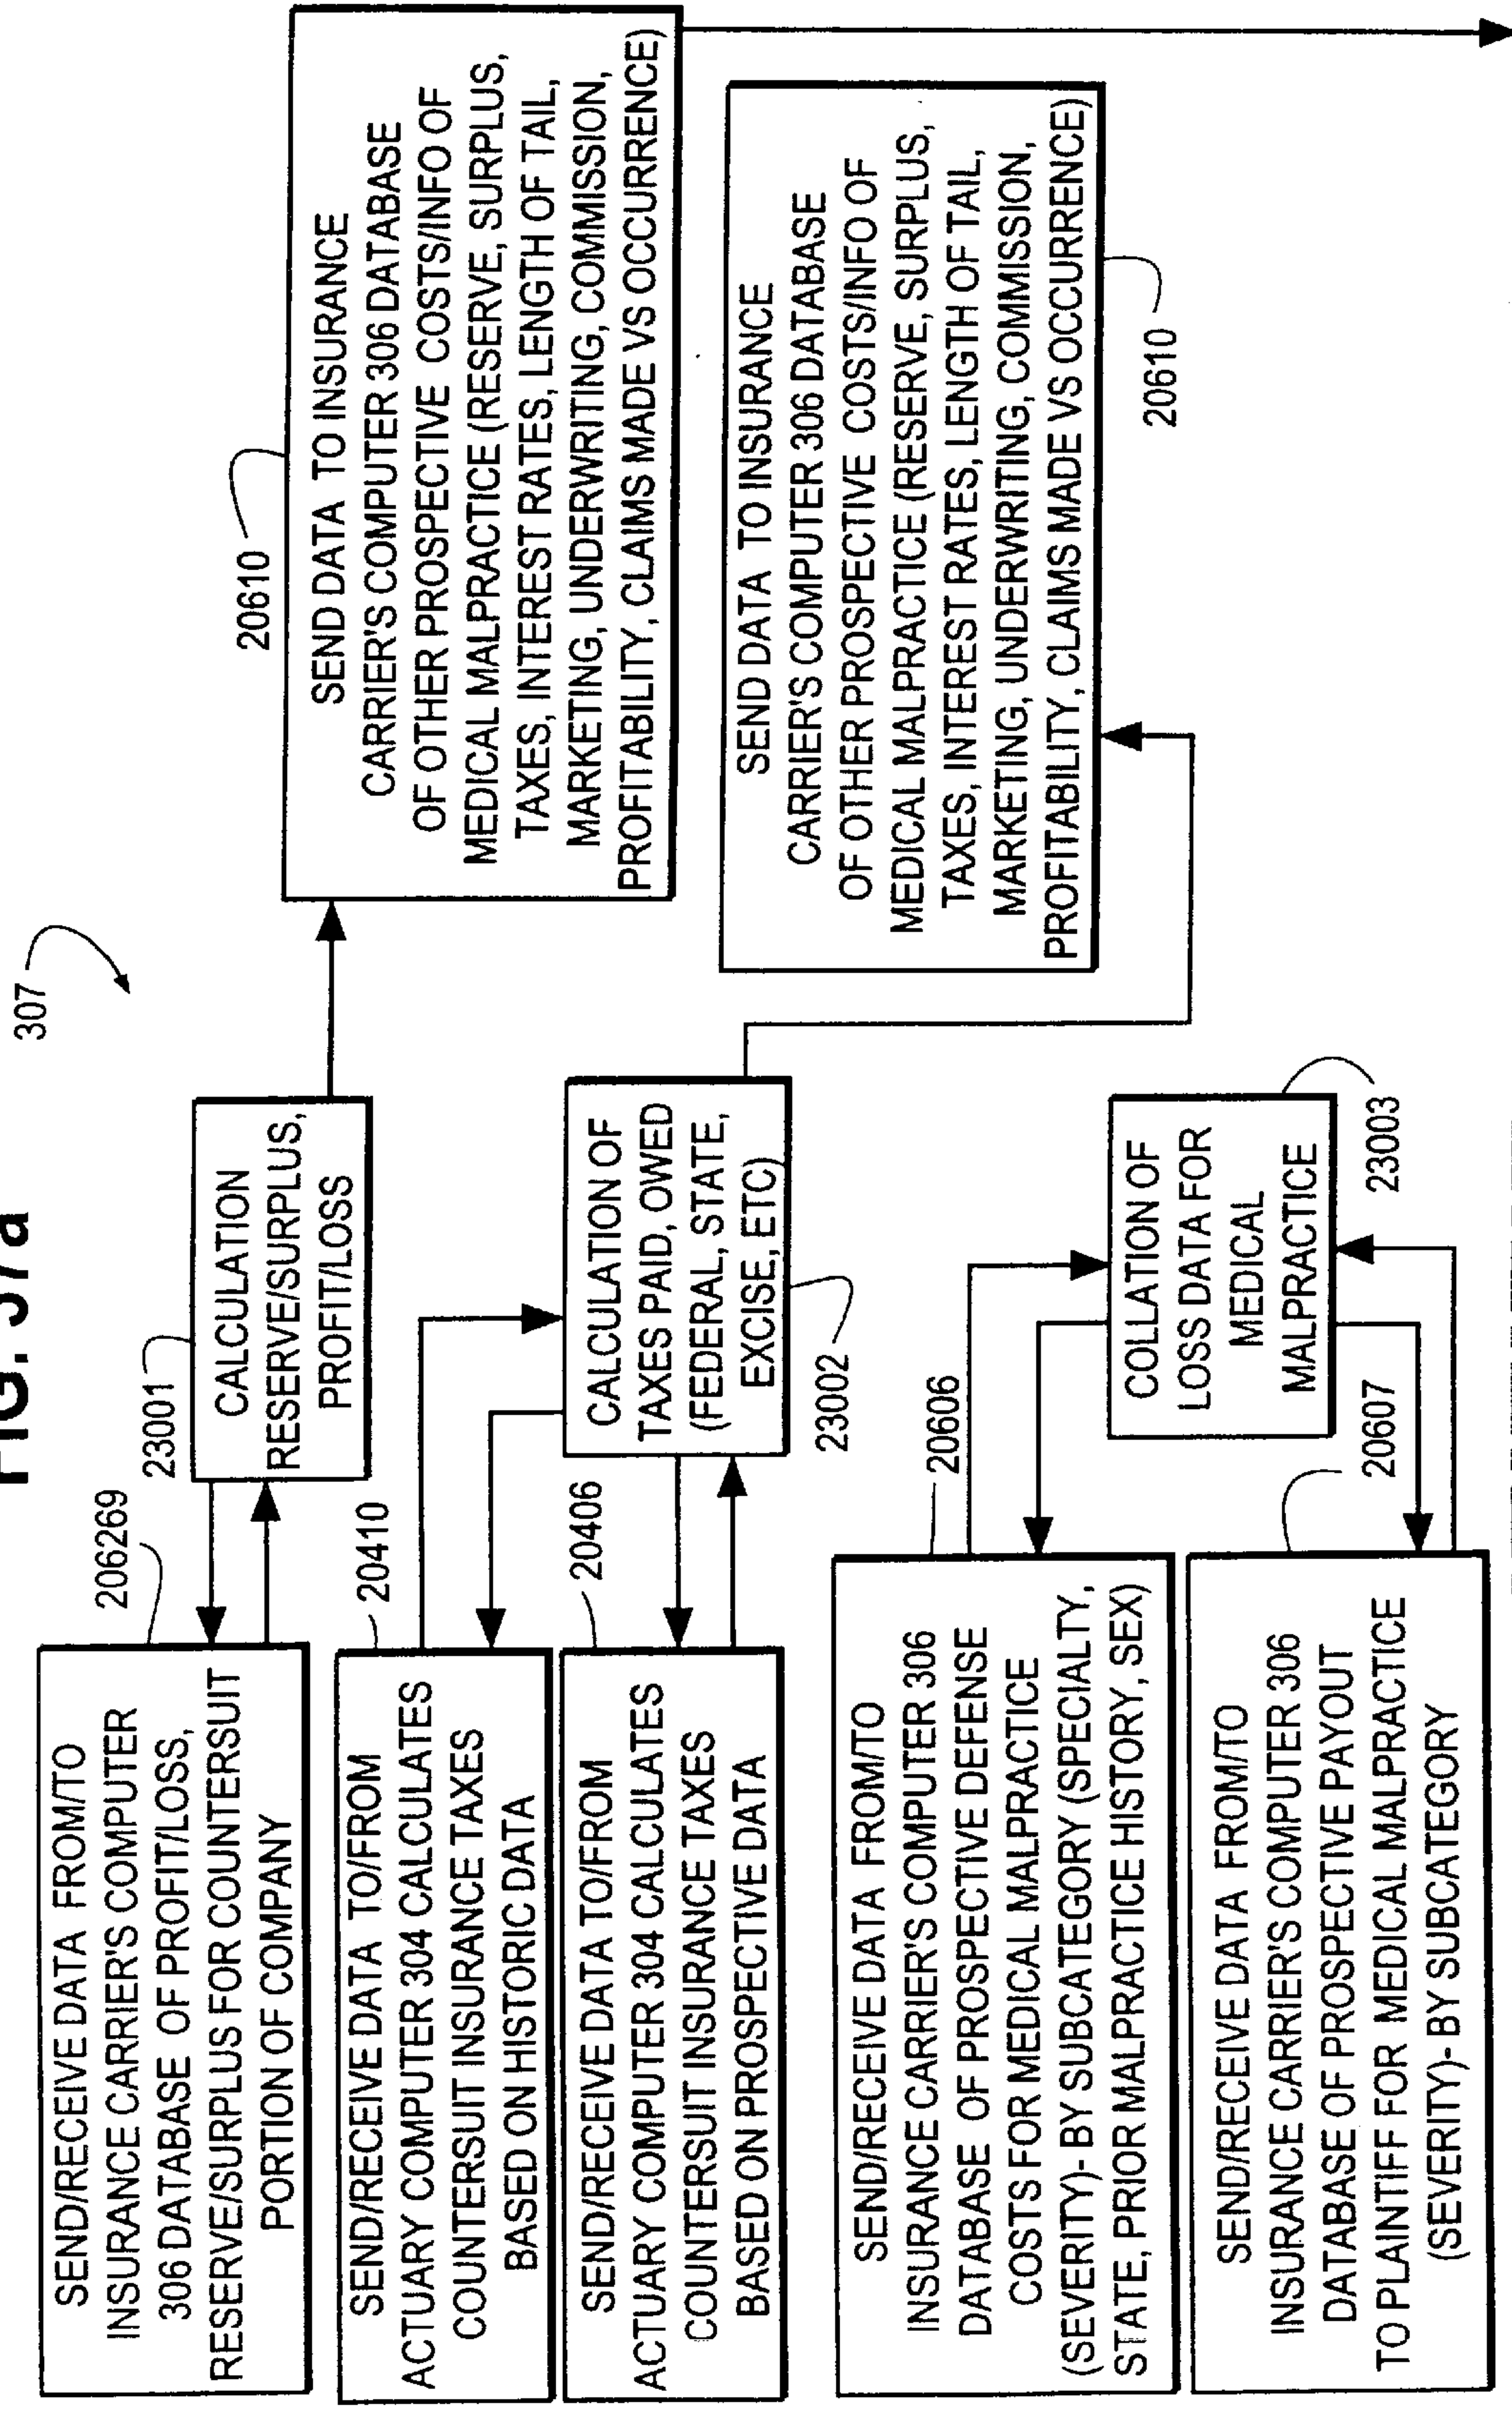 FIG.
307
206269
SEND/RECEIVE DATA FROM/TO
INSURANCE CARRIER'S COMPUTER
306 DATABASE OF PROFIT/LOSS,
RESERVE/SURPLUS FOR COUNTERSUIT
PORTION OF COMPANY
23001
CALCULATION
RESERVE/SURPLUS,
PROFIT/LOSS
20610
SEND DATA TO INSURANCE
CARRIER'S COMPUTER 306 DATABASE
OF OTHER PROSPECTIVE COSTS/INFO OF
MEDICAL MALPRACTICE (RESERVE, SURPLUS,
TAXES, INTEREST RATES, LENGTH OF TAIL,
MARKETING, UNDERWRITING, COMMISSION,
PROFITABILITY, CLAIMS MADE VS OCCURRENCE)
20410
SEND/RECEIVE DATA TO/FROM
ACTUARY COMPUTER 304 CALCULATES
COUNTERSUIT INSURANCE TAXES
BASED ON HISTORIC DATA
20406
SEND/RECEIVE DATA TO/FROM
ACTUARY COMPUTER 304 CALCULATES
COUNTERSUIT INSURANCE TAXES
BASED ON PROSPECTIVE DATA
CALCULATION OF
TAXES PAID, OWED
(FEDERAL, STATE,
EXCISE, ETC)
23002
SEND DATA TO INSURANCE
CARRIER'S COMPUTER 306 DATABASE
OF OTHER PROSPECTIVE COSTS/INFO OF
MEDICAL MALPRACTICE (RESERVE, SURPLUS,
TAXES, INTEREST RATES, LENGTH OF TAIL,
MARKETING, UNDERWRITING, COMMISSION,
PROFITABILITY, CLAIMS MADE VS OCCURRENCE)
20610
20606
SEND/RECEIVE DATA FROM/TO
INSURANCE CARRIER'S COMPUTER 306
DATABASE OF PROSPECTIVE DEFENSE
COSTS FOR MEDICAL MALPRACTICE
(SEVERITY)- BY SUBCATEGORY (SPECIALTY,
STATE, PRIOR MALPRACTICE HISTORY, SEX)
COLLATION OF
LOSS DATA FOR
MEDICAL
MALPRACTICE
23003
20607
SEND/RECEIVE DATA FROM/TO
INSURANCE CARRIER'S COMPUTER 306
DATABASE OF PROSPECTIVE PAYOUT
TO PLAINTIFF FOR MEDICAL MALPRACTICE
(SEVERITY)- BY SUBCATEGORY